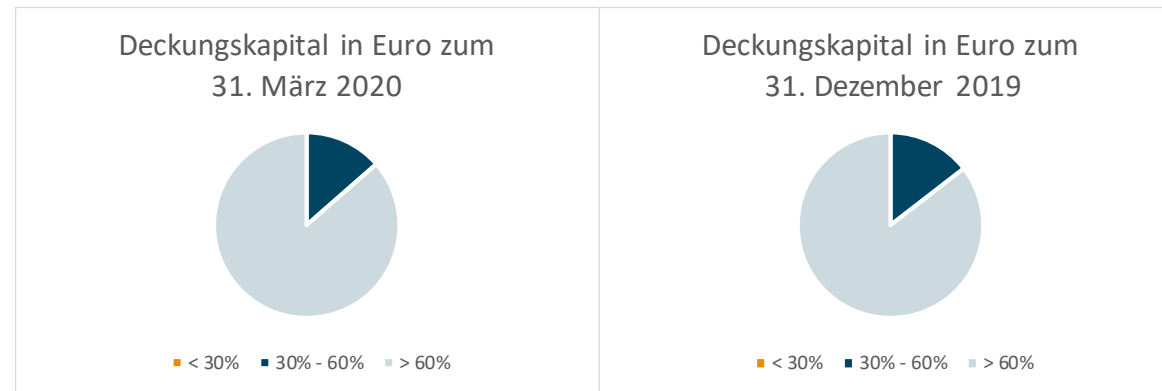 Deckungskapital in Euro zum
31. März 2020
< 30% 30% - 60% > 60%
Deckungskapital in Euro zum
31. Dezember 2019
< 30% 30% - 60% > 60%